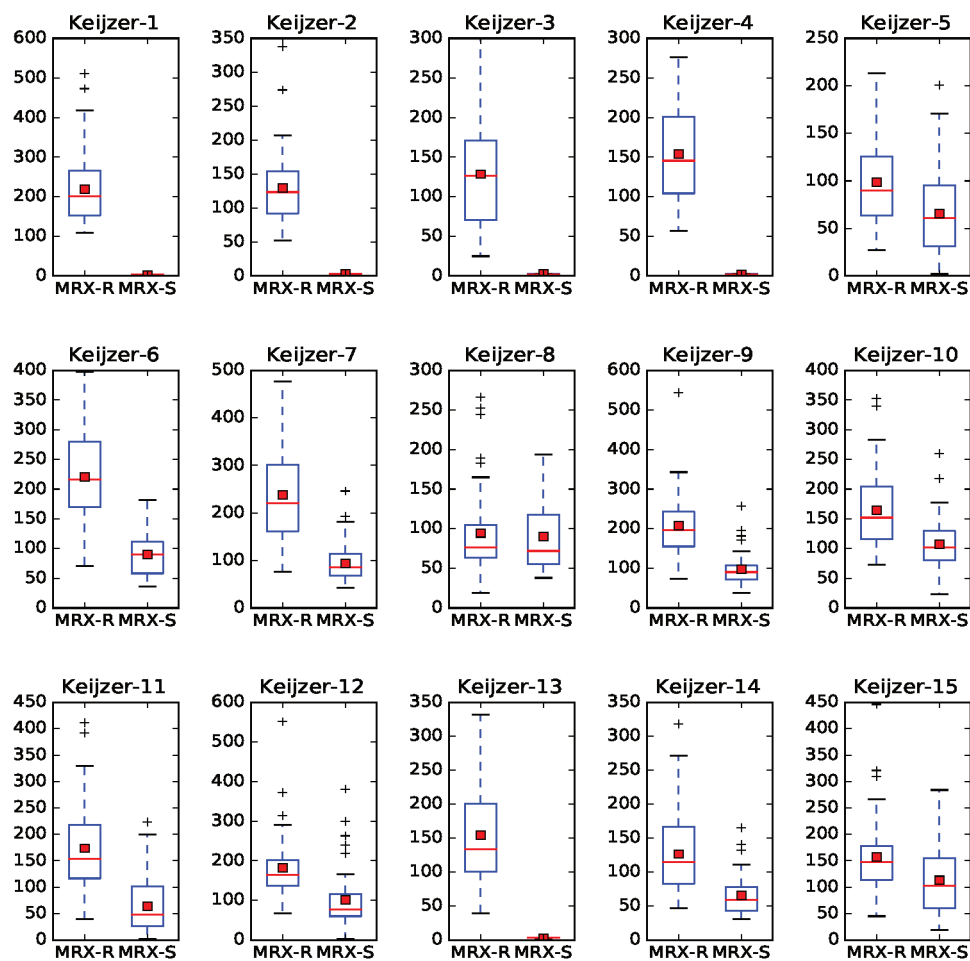 Keijzer-1 Keijzer-2 Keijzer-3 Keijzer-4 Keijzer-5
600 350 300 300 250
500 300 250 250 200
400 250 200 200 150
300 200 150 150 100
200 150 100 100 50
100 100 50 50 0
0 50 0 0
0
MRX-R MRX-S MRX-R MRX-S MRX-R MRX-S MRX-R MRX-S MRX-R MRX-S
Keijzer-6 Keijzer-7 Keijzer-8 Keijzer-9 Keijzer-10
400 500 300 600 400
350 400 250 500 350
300 300 200 400 300
250 200 150 300 250
200 100 100 200 200
150 0 50 100 150
100 0 0 100
50 50
0 0
MRX-R MRX-S MRX-R MRX-S MRX-R MRX-S MRX-R MRX-S MRX-R MRX-S
Keijzer-11 Keijzer-12 Keijzer-13 Keijzer-14 Keijzer-15
450 600 350 350 450
400 500 300 300 400
350 400 250 250 350
300 300 200 200 300
250 200 150 150 250
200 100 100 100 200
150 0 50 50 150
100 0 0 100
50 50
0 0
MRX-R MRX-S MRX-R MRX-S MRX-R MRX-S MRX-R MRX-S MRX-R MRX-S